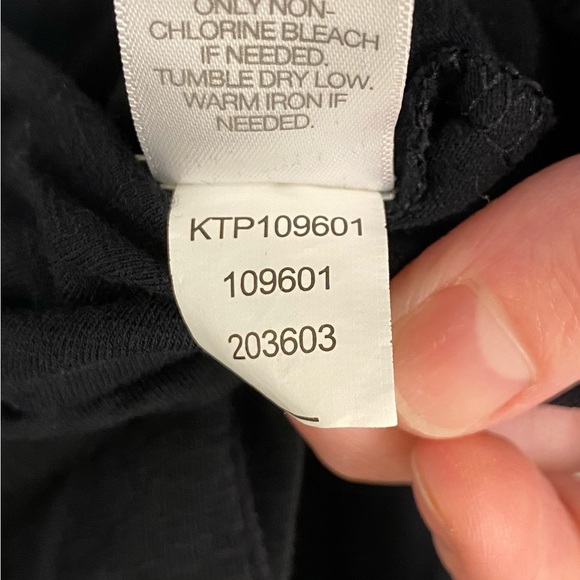 ONLY NON-
CHLORINE BLEACH
IF NEEDED.
TUMBLE DRY LOW.
WARM IRON IF
NEEDED.
KTP109601
109601
203603